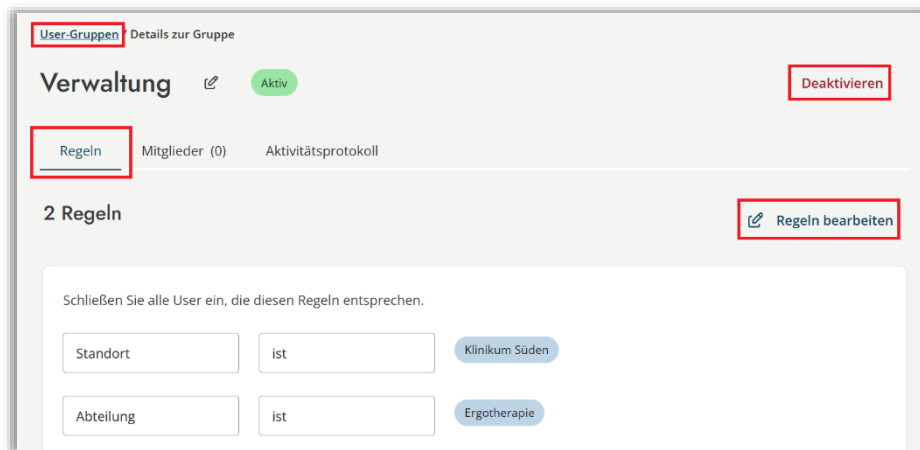 User-Gruppen / Details zur Gruppe
Verwaltung Aktiv Deaktivieren
Regeln Mitglieder (0) Aktivitätsprotokoll
2 Regeln Regeln bearbeiten
Schließen Sie alle User ein, die diesen Regeln entsprechen.
Standort ist Klinikum Süden
Abteilung ist Ergotherapie